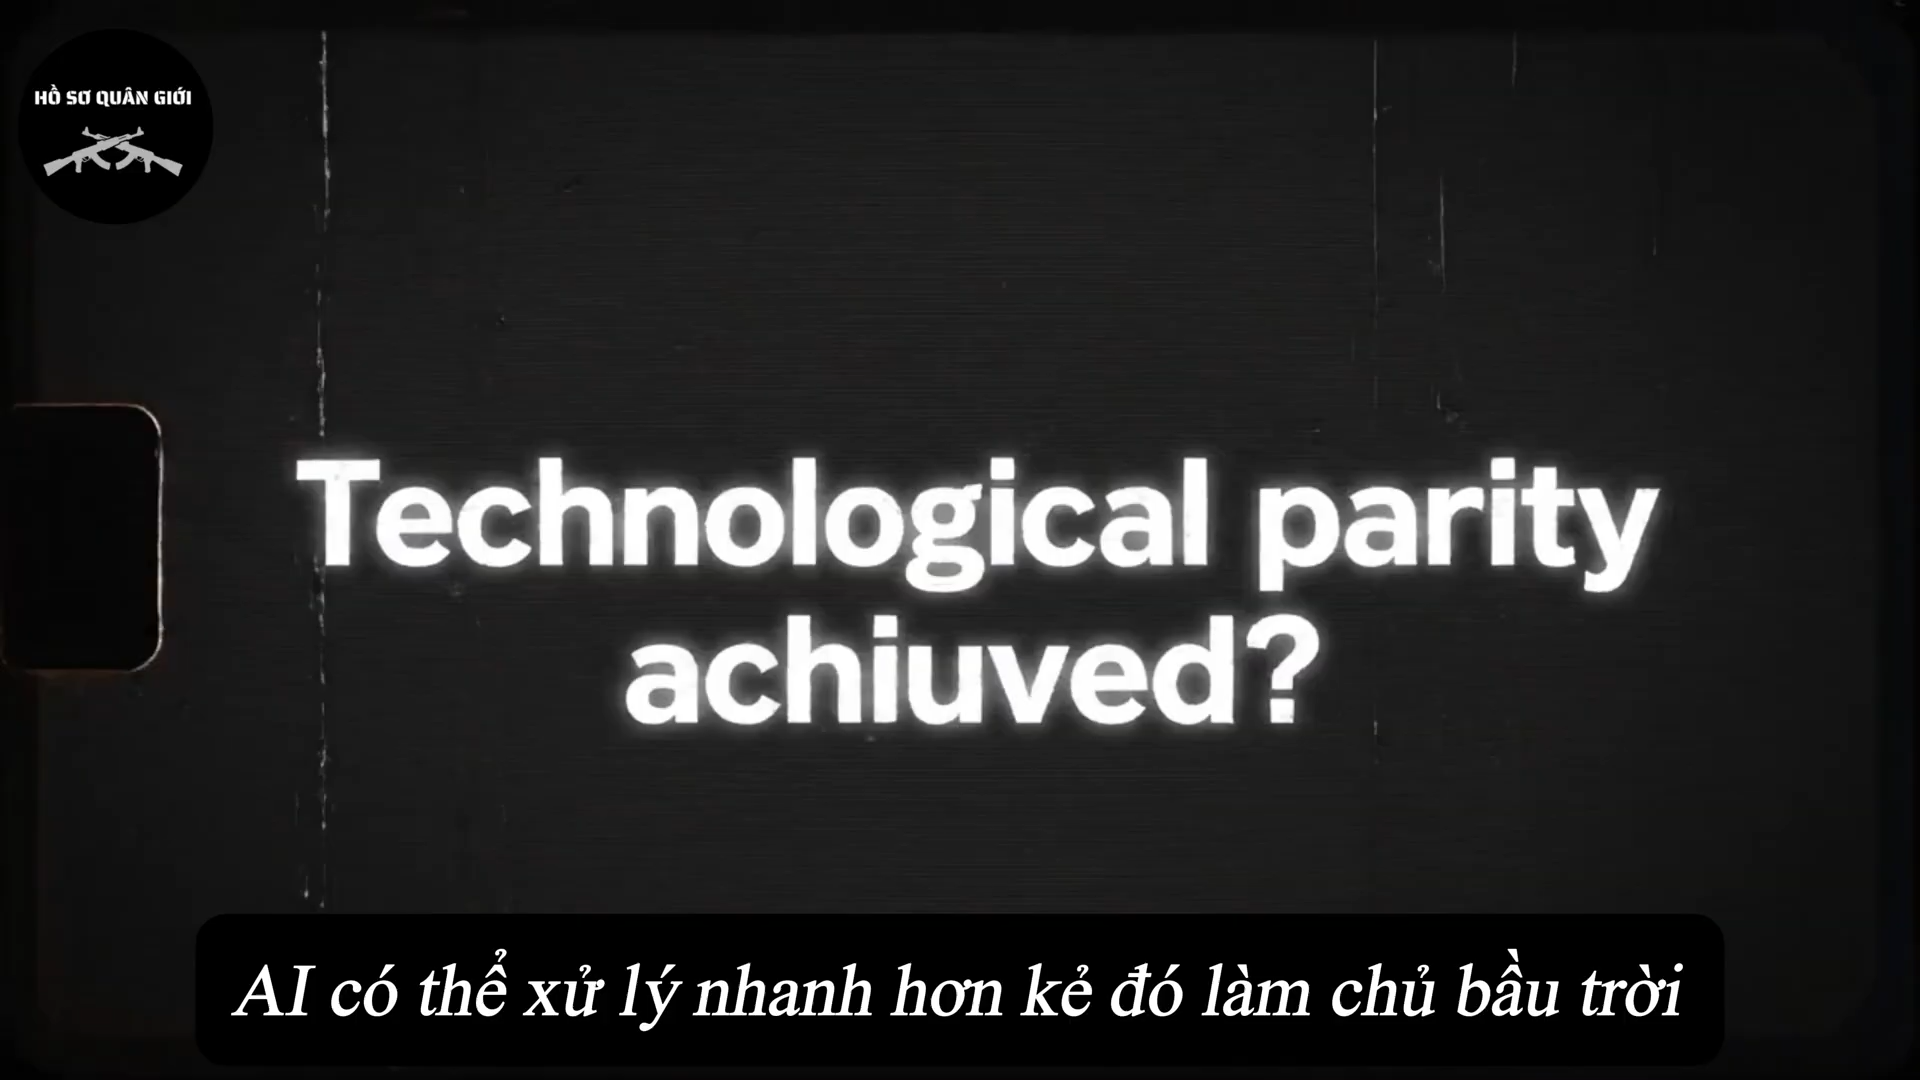 HỒ SƠ QUÂN GIỚI
Technological parity
achiuved?
AI có thể xử lý nhanh hơn kẻ đó làm chủ bầu trời